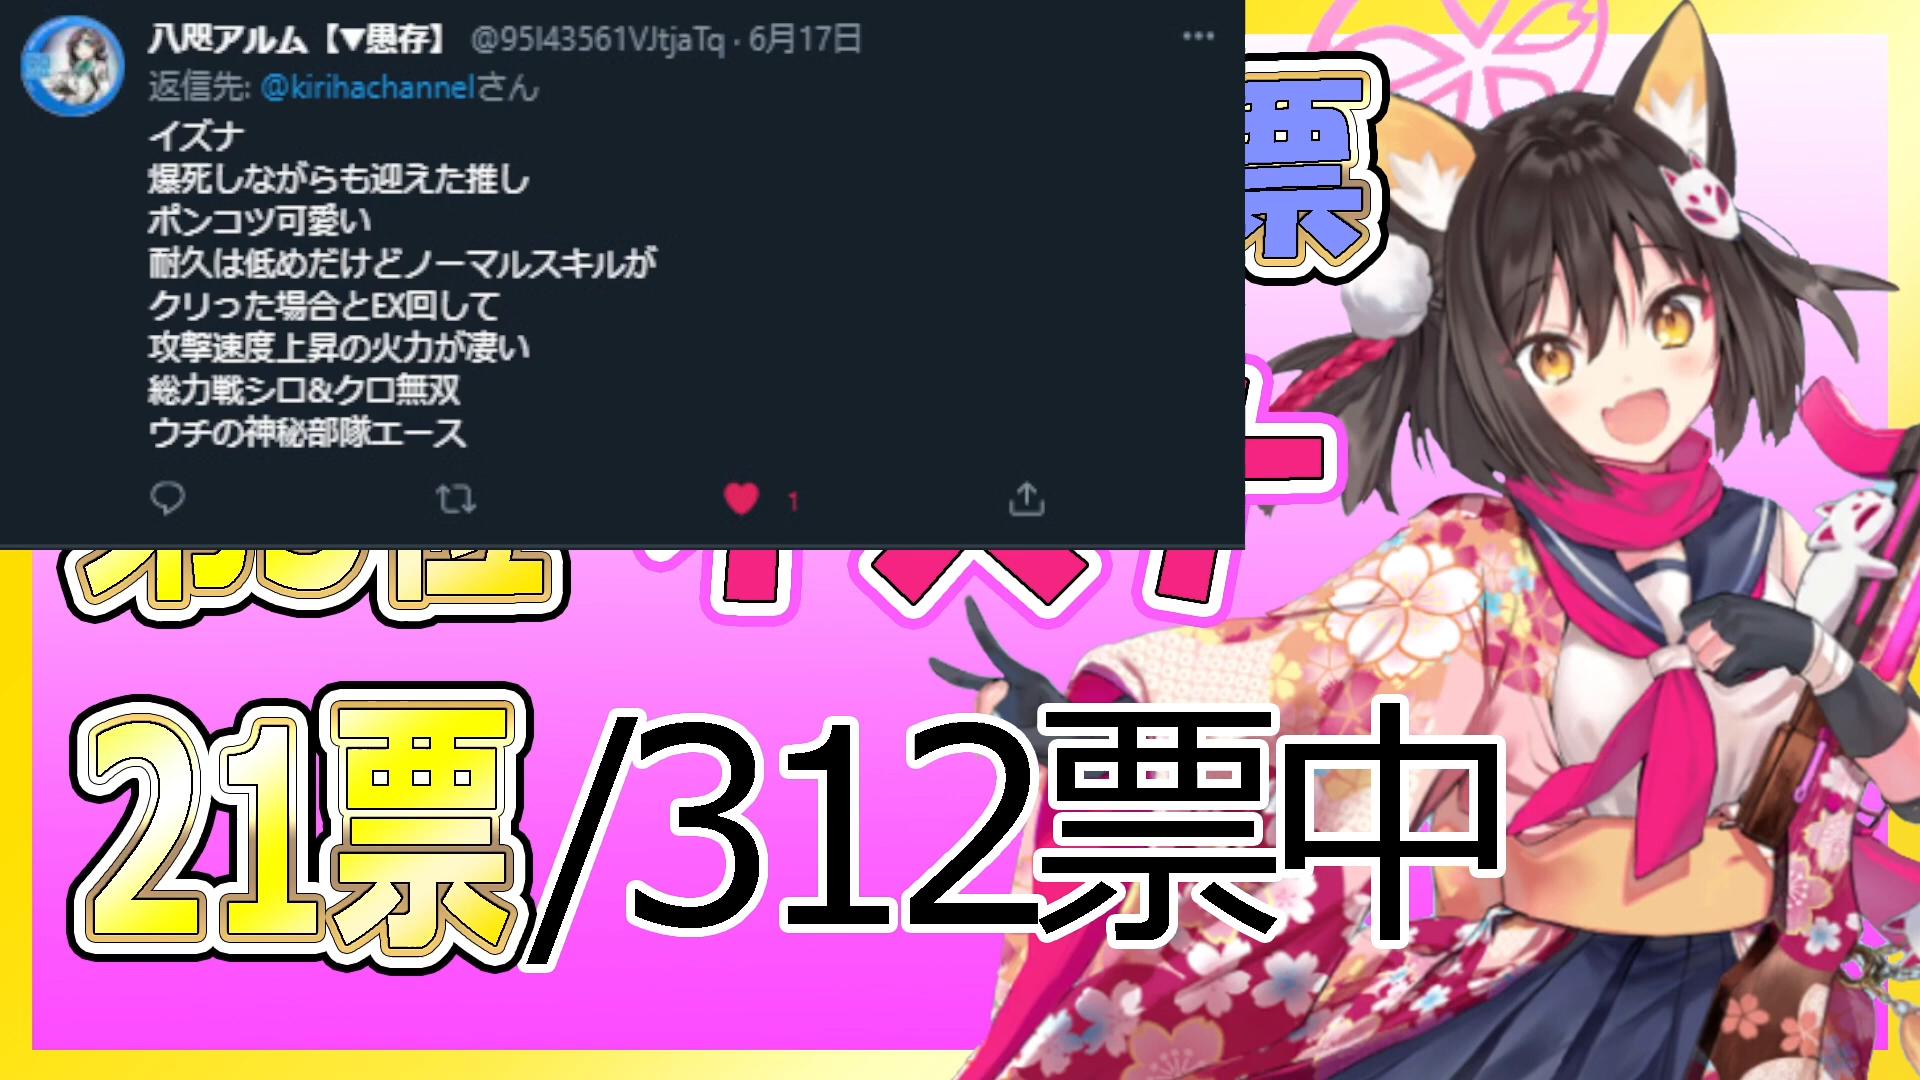 八咫アルム【▼愚存】 @95I43561VJtjaTq · 6月17日
返信先: @kirihachannelさん
イズナ
爆死しながらも迎えた推し
ポンコツ可愛い
耐久は低めだけどノーマルスキルが
クリった場合とEX回して
攻撃速度上昇の火力が凄い
総力戦シロ&クロ無双
ウチの神秘部隊エース
1
票
イズナ
21票/312票中